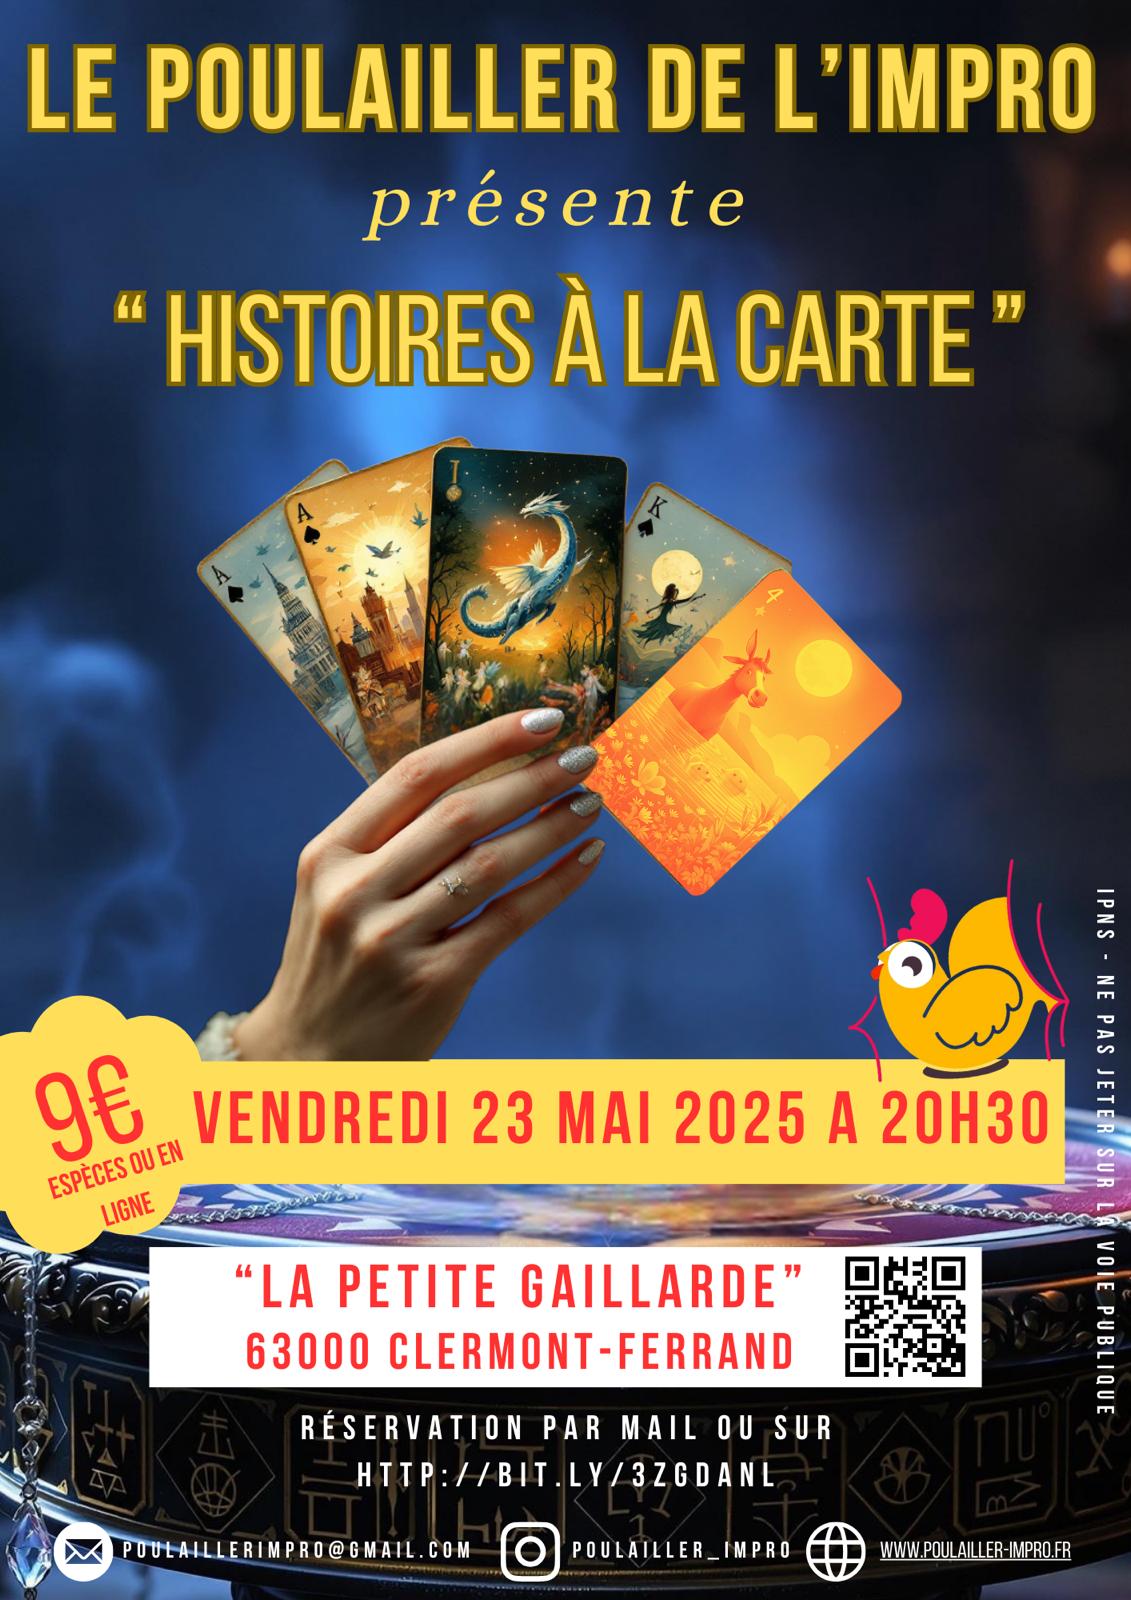 LE POULAILLER DE L’IMPRO
présente
“ HISTOIRES À LA CARTE ”
A
A
I
K
4
IPNS - NE PAS JETER SUR LA VOIE PUBLIQUE
9€
ESPÈCES OU EN
LIGNE
VENDREDI 23 MAI 2025 A 20H30
“LA PETITE GAILLARDE”
63000 CLERMONT-FERRAND
RÉSERVATION PAR MAIL OU SUR
HTTP://BIT.LY/3ZGDANL
POULAILLERIMPRO@GMAIL.COM
POULAILLER_IMPRO
WWW.POULAILLER-IMPRO.FR